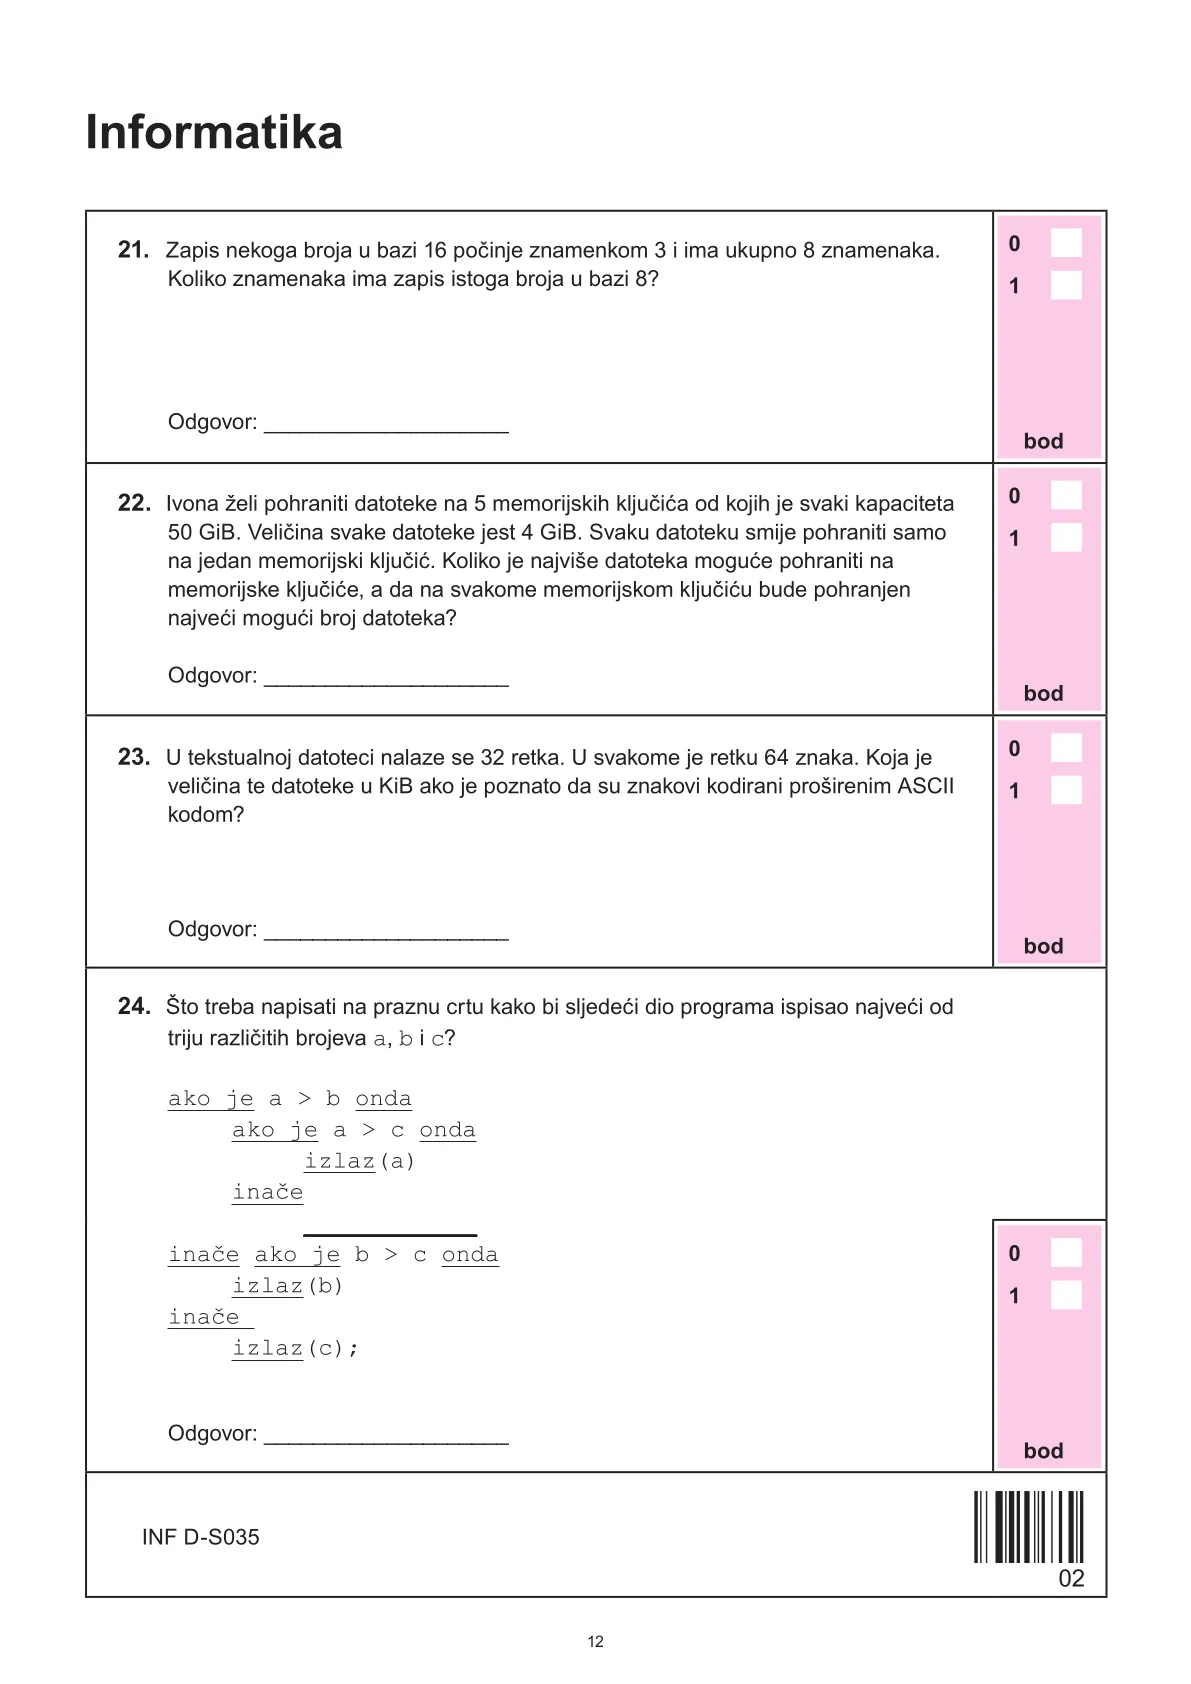 Informatika
21. Zapis nekoga broja u bazi 16 počinje znamenkom 3 i ima ukupno 8 znamenaka.
Koliko znamenaka ima zapis istoga broja u bazi 8?
Odgovor: ____________________
0
1
bod
22. Ivona želi pohraniti datoteke na 5 memorijskih ključića od kojih je svaki kapaciteta
50 GiB. Veličina svake datoteke jest 4 GiB. Svaku datoteku smije pohraniti samo
na jedan memorijski ključić. Koliko je najviše datoteka moguće pohraniti na
memorijske ključiće, a da na svakome memorijskom ključiću bude pohranjen
najveći mogući broj datoteka?
Odgovor: ____________________
0
1
bod
23. U tekstualnoj datoteci nalaze se 32 retka. U svakome je retku 64 znaka. Koja je
veličina te datoteke u KiB ako je poznato da su znakovi kodirani proširenim ASCII
kodom?
Odgovor: ____________________
0
1
bod
24. Što treba napisati na praznu crtu kako bi sljedeći dio programa ispisao najveći od
triju različitih brojeva a, b i c?
ako je a > b onda
ako je a > c onda
izlaz(a)
inače
____________
inače ako je b > c onda
izlaz(b)
inače
izlaz(c);
Odgovor: ____________________
0
1
bod
INF D-S035
02
12